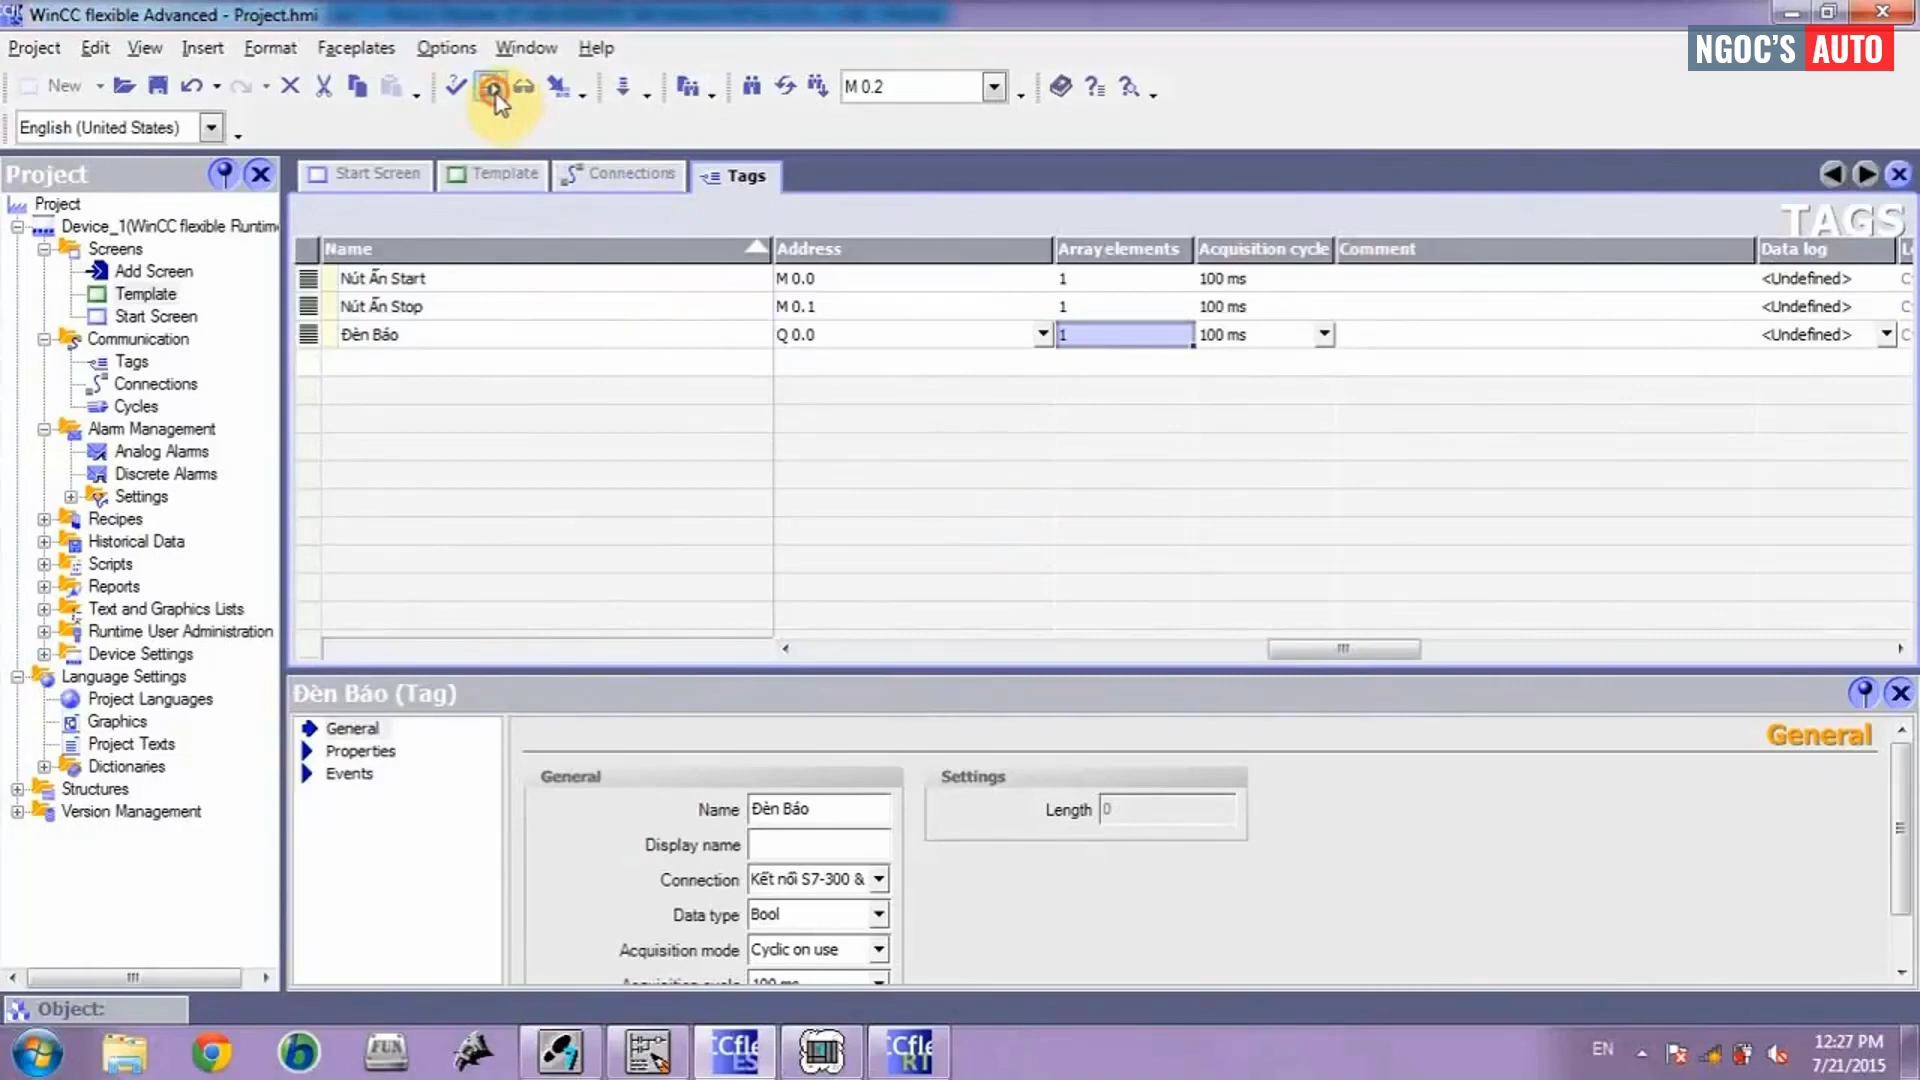 WinCC flexible Advanced - Project.hmi
NGOC'S AUTO
Project Edit View Insert Format Faceplates Options Window Help
New
M 0.2
English (United States)
Project
Start Screen
Template
Connections
Tags
Project
TAGS
Device_1(WinCC flexible Runtim
Name Address Array elements Acquisition cycle Comment Data log
Screens
Add Screen
Template
Start Screen
Communication
Tags
Connections
Cycles
Alarm Management
Analog Alarms
Discrete Alarms
Settings
Recipes
Historical Data
Scripts
Reports
Text and Graphics Lists
Runtime User Administration
Device Settings
Language Settings
Project Languages
Graphics
Project Texts
Dictionaries
Structures
Version Management
Nút Ấn Start M 0.0 1 100 ms <Undefined>
Nút Ấn Stop M 0.1 1 100 ms <Undefined>
Đèn Báo Q 0.0 1 100 ms <Undefined>
Đèn Báo (Tag)
General
Properties
Events
General
General
Settings
Name Đèn Báo
Length 0
Display name
Connection Kết nối S7-300 &
Data type Bool
Acquisition mode Cyclic on use
Object:
FUN
CCfle ES
CCfle RT
EN
12:27 PM
7/21/2015